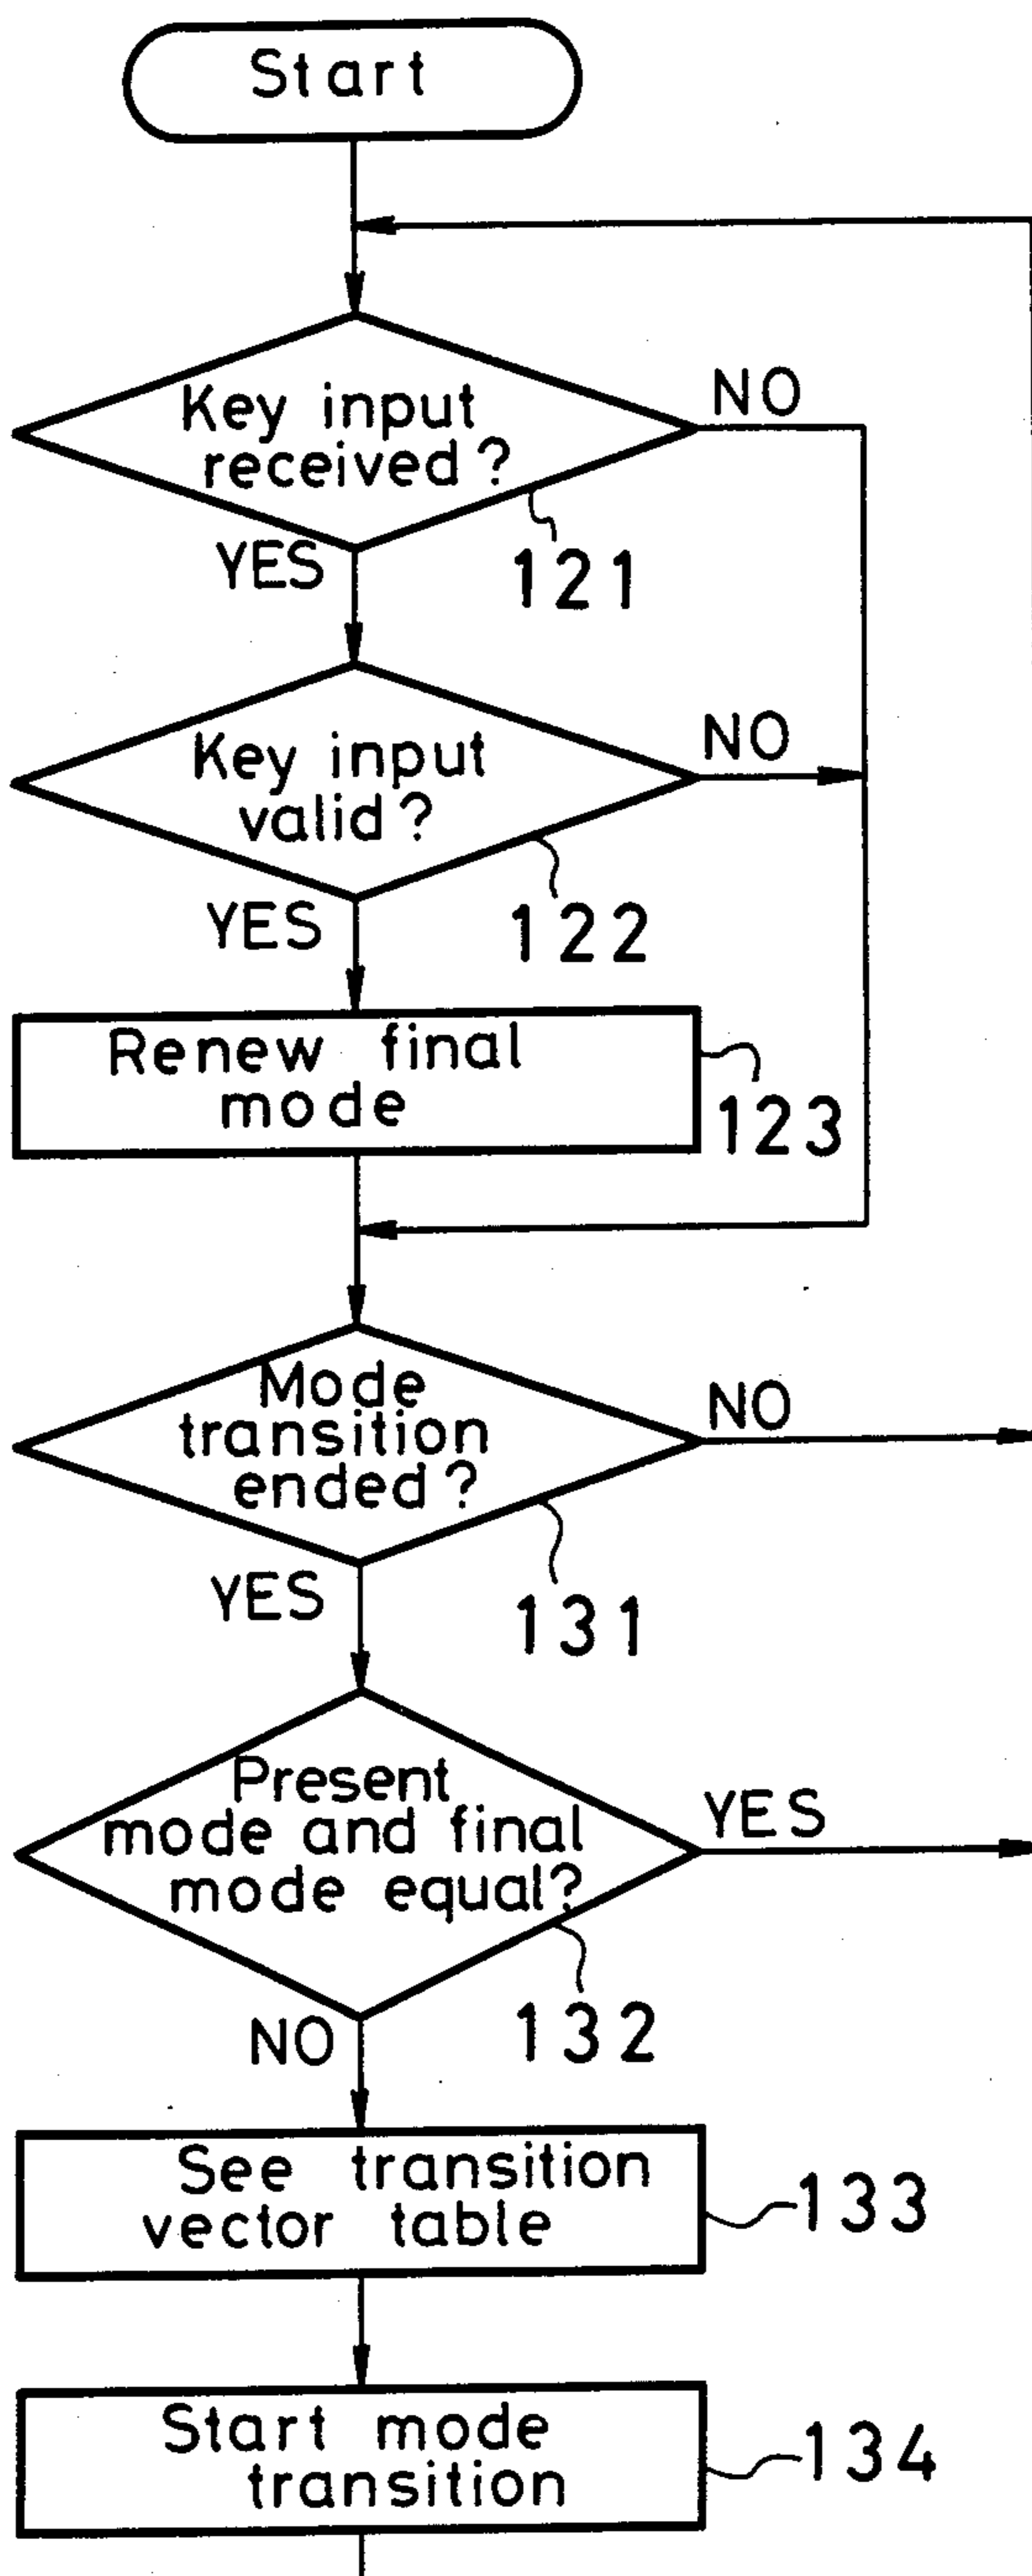 Start
Key input
received?
NO
YES
121
Key input
valid?
NO
YES
122
Renew final
mode
123
Mode
transition
ended?
NO
YES
131
Present
mode and final
mode equal?
YES
NO
132
See transition
vector table
133
Start mode
transition
134